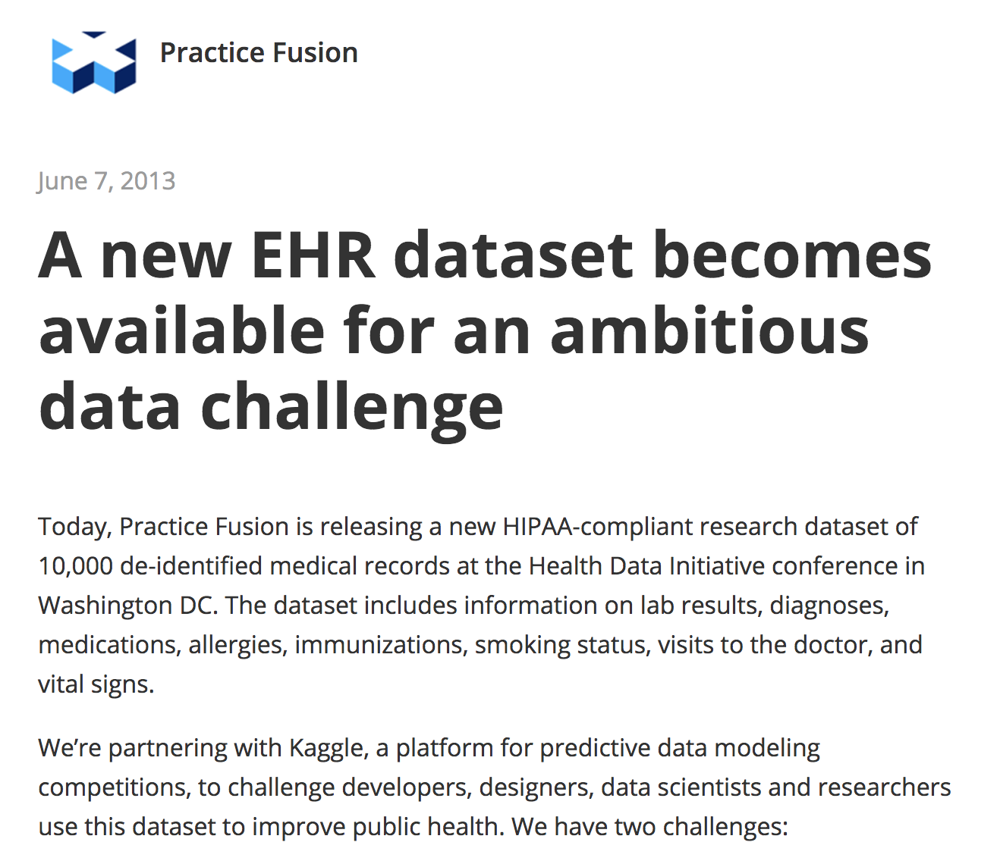 Practice Fusion
June 7, 2013
A new EHR dataset becomes
available for an ambitious
data challenge
Today, Practice Fusion is releasing a new HIPAA-compliant research dataset of
10,000 de-identified medical records at the Health Data Initiative conference in
Washington DC. The dataset includes information on lab results, diagnoses,
medications, allergies, immunizations, smoking status, visits to the doctor, and
vital signs.
We’re partnering with Kaggle, a platform for predictive data modeling
competitions, to challenge developers, designers, data scientists and researchers
use this dataset to improve public health. We have two challenges: